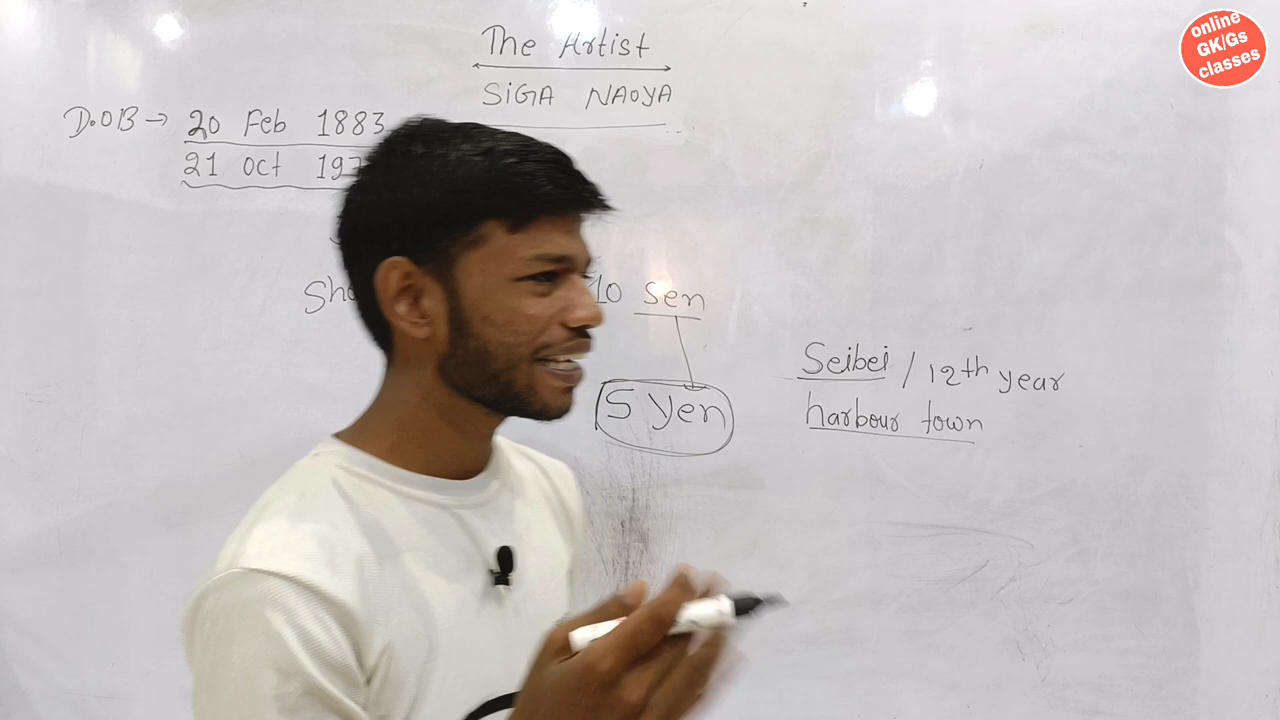 The Artist
SIGA NAOYA
D.OB → 20 Feb 1883
21 Oct 197
10 sen
5 Yen
Seibei / 12th year
harbour town
online
GK/Gs
classes